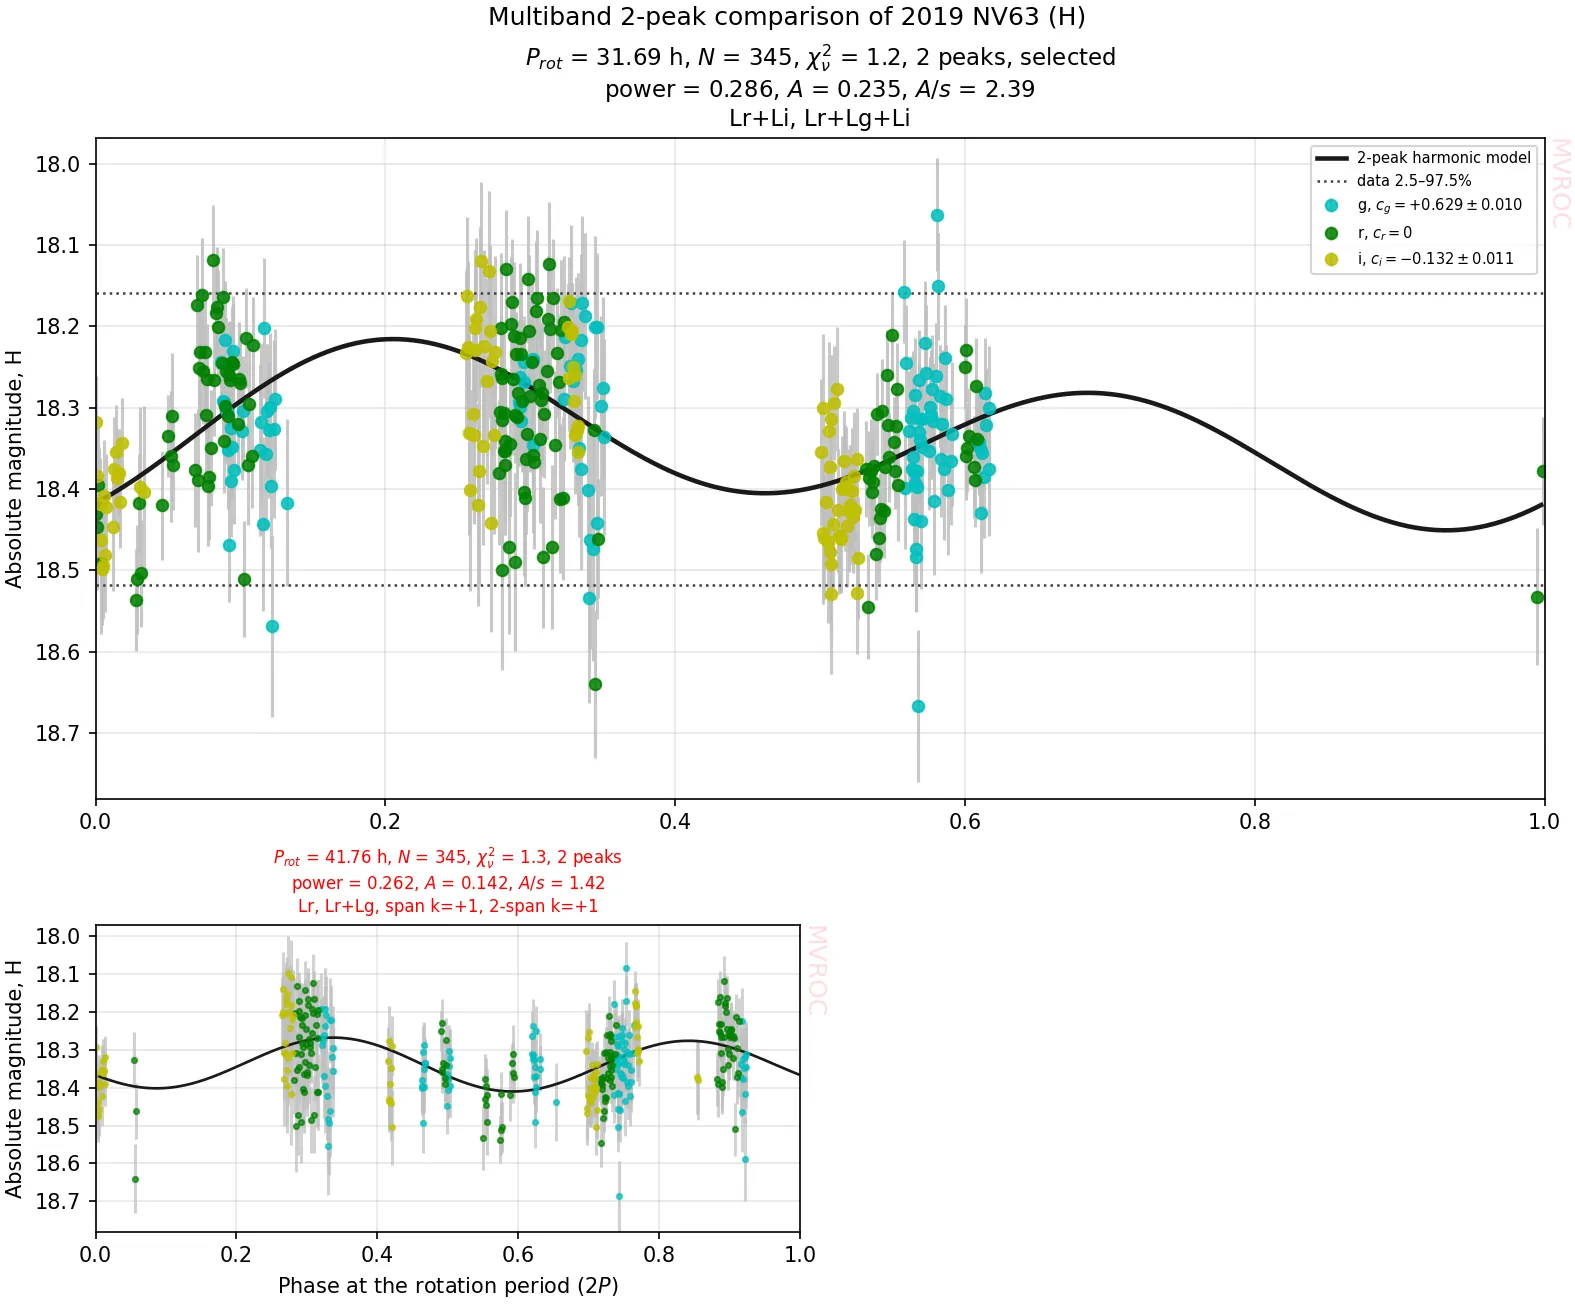 Multiband 2-peak comparison of 2019 NV63 (H)
P_rot = 31.69 h, N = 345, χ²_ν = 1.2, 2 peaks, selected
power = 0.286, A = 0.235, A/s = 2.39
Lr+Li, Lr+Lg+Li
Absolute magnitude, H
18.0
18.1
18.2
18.3
18.4
18.5
18.6
18.7
2-peak harmonic model
data 2.5–97.5%
g, c_g = +0.629 ± 0.010
r, c_r = 0
i, c_i = −0.132 ± 0.011
MVROC
0.0 0.2 0.4 0.6 0.8 1.0
P_rot = 41.76 h, N = 345, χ²_ν = 1.3, 2 peaks
power = 0.262, A = 0.142, A/s = 1.42
Lr, Lr+Lg, span k=+1, 2-span k=+1
Absolute magnitude, H
18.0
18.1
18.2
18.3
18.4
18.5
18.6
18.7
MVROC
0.0 0.2 0.4 0.6 0.8 1.0
Phase at the rotation period (2P)